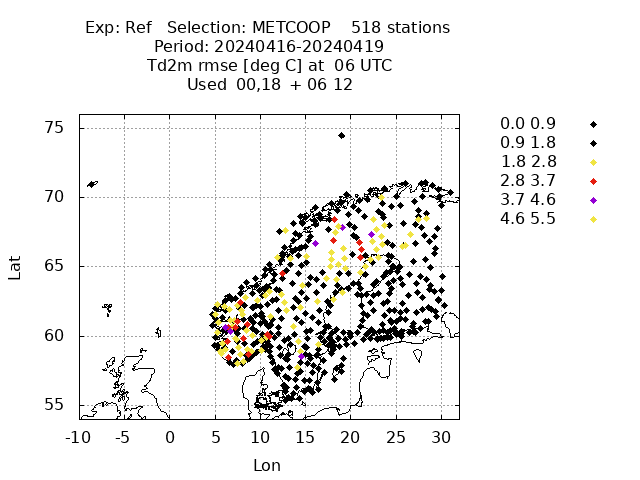 Exp: Ref Selection: METCOOP 518 stations
Period: 20240416-20240419
Td2m rmse [deg C] at 06 UTC
Used 00,18 + 06 12
0.0 0.9
0.9 1.8
1.8 2.8
2.8 3.7
3.7 4.6
4.6 5.5
75
70
65
60
55
Lat
-10 -5 0 5 10 15 20 25 30
Lon